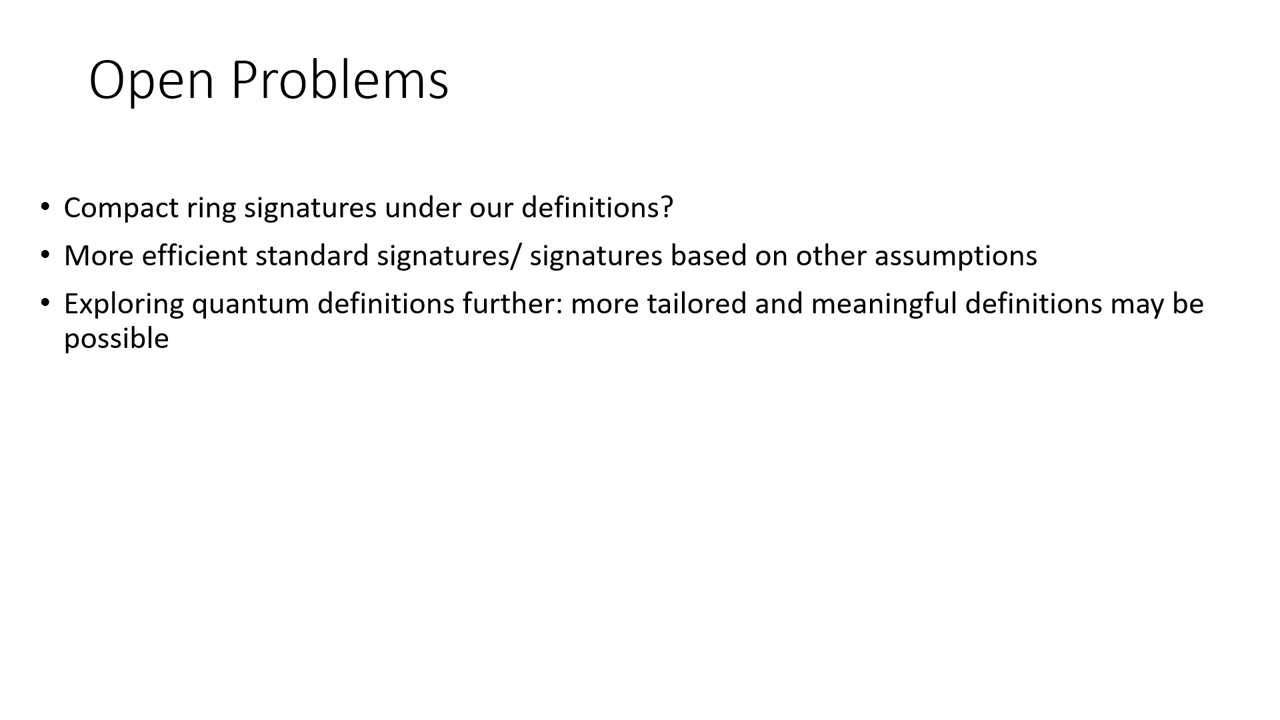 Open Problems
• Compact ring signatures under our definitions?
• More efficient standard signatures/ signatures based on other assumptions
• Exploring quantum definitions further: more tailored and meaningful definitions may be
possible